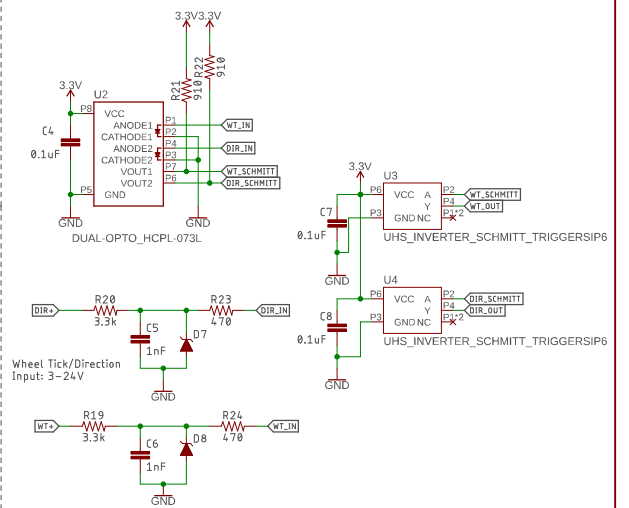 3.3V 3.3V
R21
910
R22
910
3.3V
U2
P8
VCC
ANODE1
P1
WT_IN
CATHODE1
P2
C4
0.1uF
ANODE2
P4
DIR_IN
CATHODE2
P3
VOUT1
P7
WT_SCHMITT
VOUT2
P6
DIR_SCHMITT
P5
GND
GND
GND
DUAL-OPTO_HCPL-073L
3.3V
U3
P6
VCC
A
P2
WT_SCHMITT
Y
P4
WT_OUT
C7
0.1uF
P3
GND
NC
P1*2
UHS_INVERTER_SCHMITT_TRIGGERSIP6
GND
U4
P6
VCC
A
P2
DIR_SCHMITT
Y
P4
DIR_OUT
C8
0.1uF
P3
GND
NC
P1*2
UHS_INVERTER_SCHMITT_TRIGGERSIP6
GND
DIR+
R20
3.3k
R23
470
DIR_IN
C5
1nF
D7
GND
Wheel Tick/Direction
Input: 3-24V
WT+
R19
3.3k
R24
470
WT_IN
C6
1nF
D8
GND